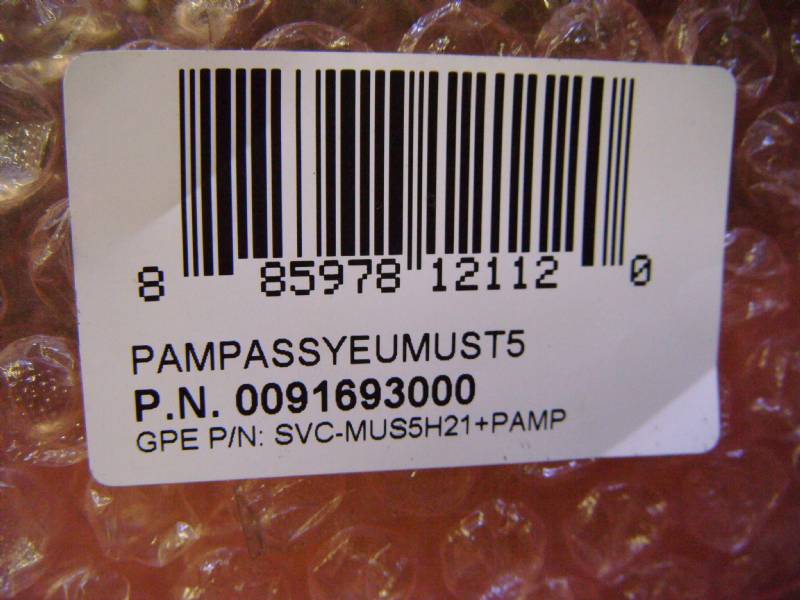 8 85978 12112 0
PAMPASSYEUMUST5
P.N. 0091693000
GPE P/N: SVC-MUS5H21+PAMP